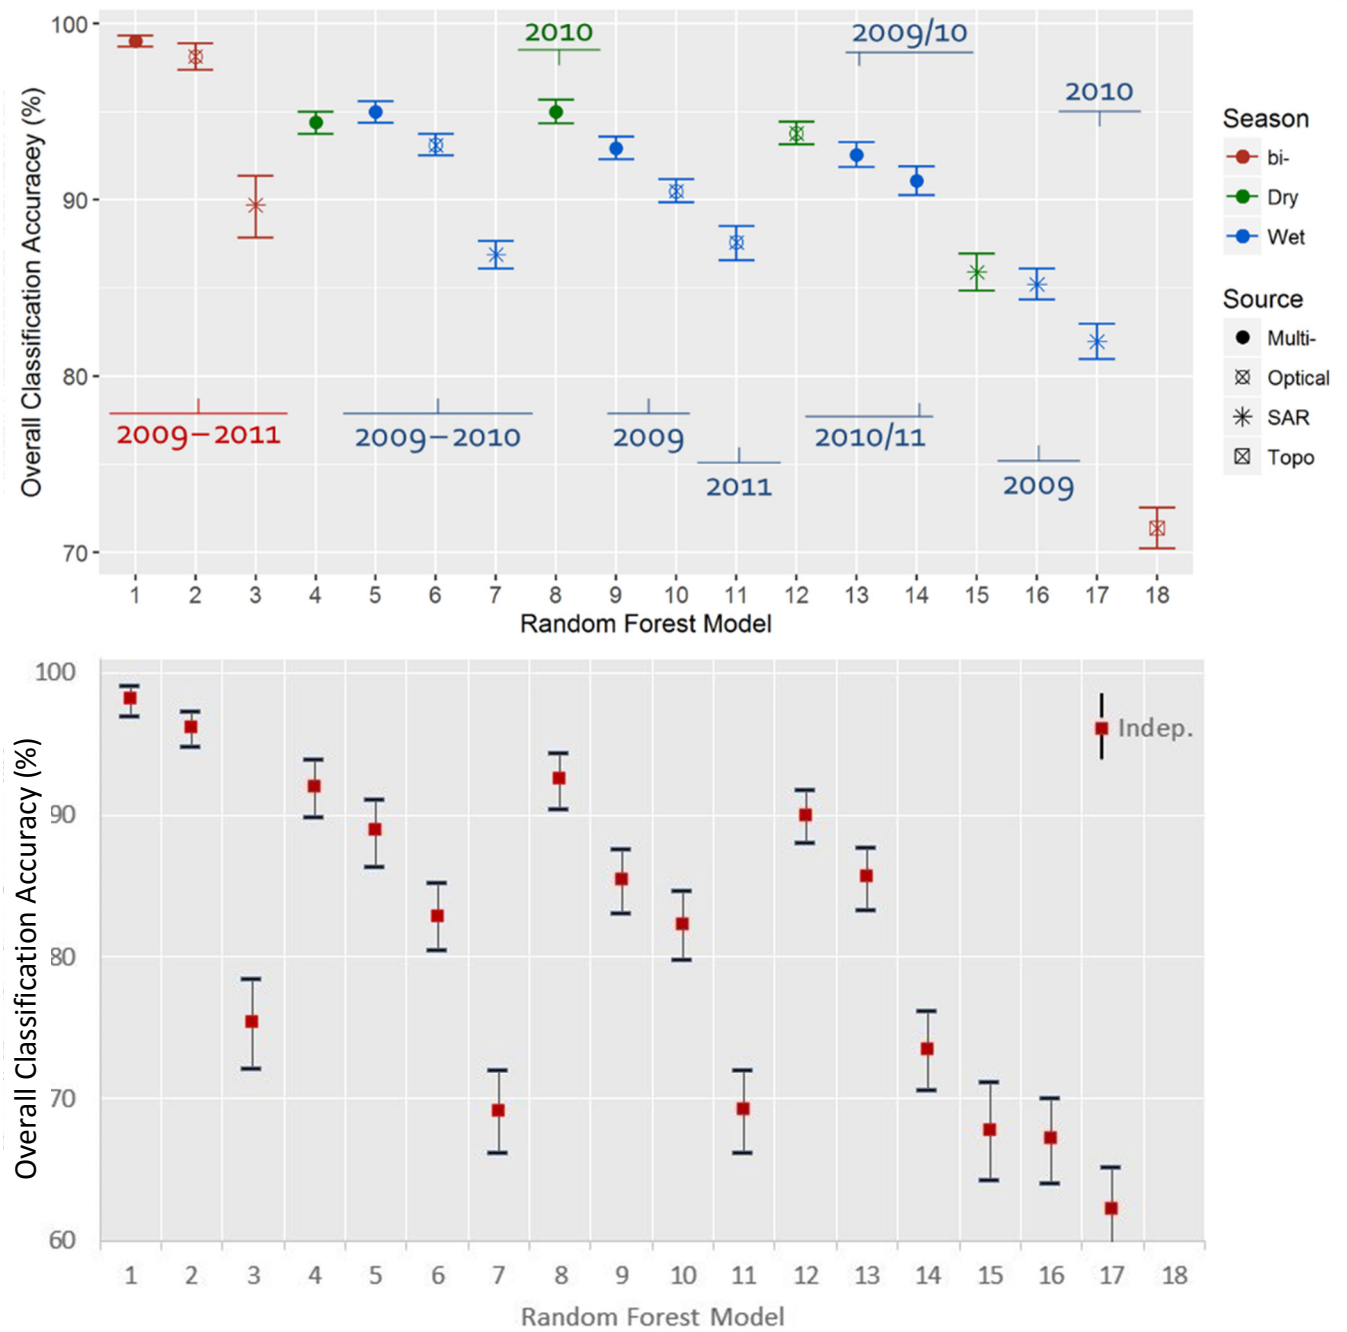 100
90
80
70
Overall Classification Accuracey (%)
2010
2009/10
2010
2009–2011
2009–2010
2009
2011
2010/11
2009
1 2 3 4 5 6 7 8 9 10 11 12 13 14 15 16 17 18
Random Forest Model
Season
bi-
Dry
Wet
Source
Multi-
Optical
SAR
Topo
100
90
80
70
60
Overall Classification Accuracy (%)
Indep.
1 2 3 4 5 6 7 8 9 10 11 12 13 14 15 16 17 18
Random Forest Model